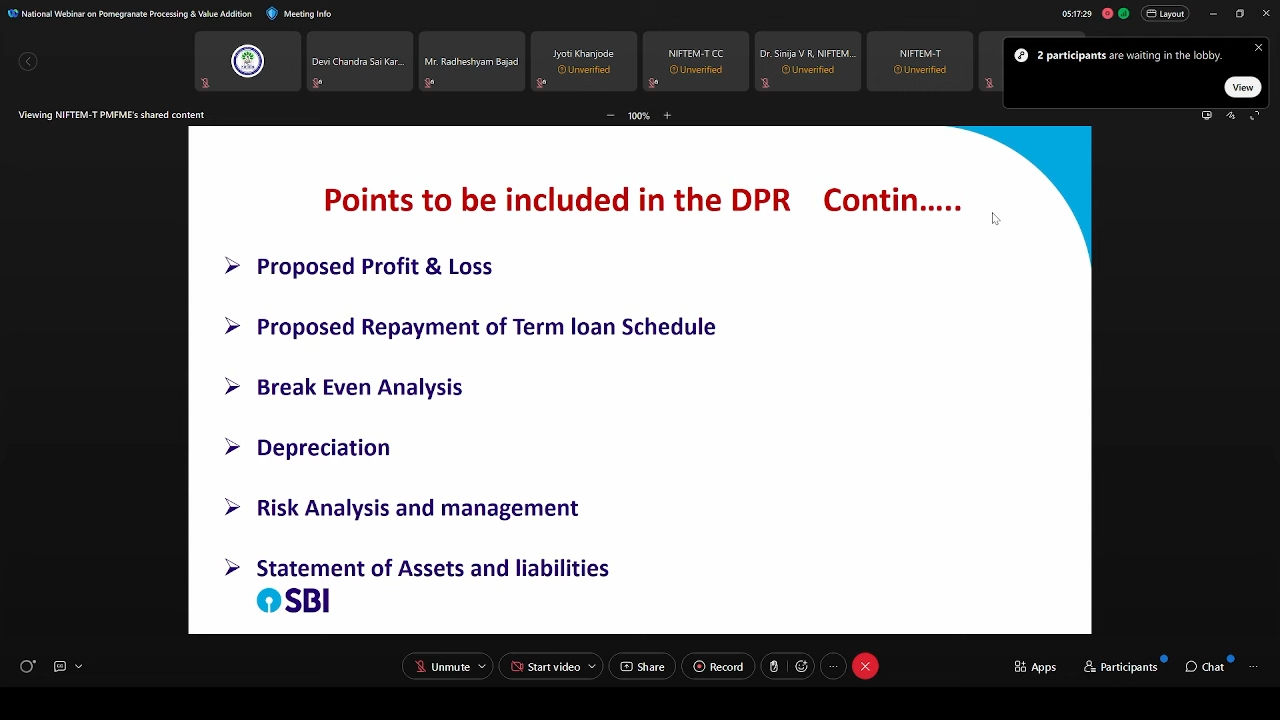 National Webinar on Pomegranate Processing & Value Addition
Meeting Info
05:17:29
Layout
Devi Chandra Sai Kar...
Mr. Radheshyam Bajad
Jyoti Khanjode
Unverified
NIFTEM-T CC
Unverified
Dr. Sinija V R, NIFTEM...
Unverified
NIFTEM-T
Unverified
2 participants are waiting in the lobby.
View
Viewing NIFTEM-T PMFME's shared content
100%
Points to be included in the DPR Contin.....
Proposed Profit & Loss
Proposed Repayment of Term loan Schedule
Break Even Analysis
Depreciation
Risk Analysis and management
Statement of Assets and liabilities
SBI
Unmute
Start video
Share
Record
Apps
Participants
Chat